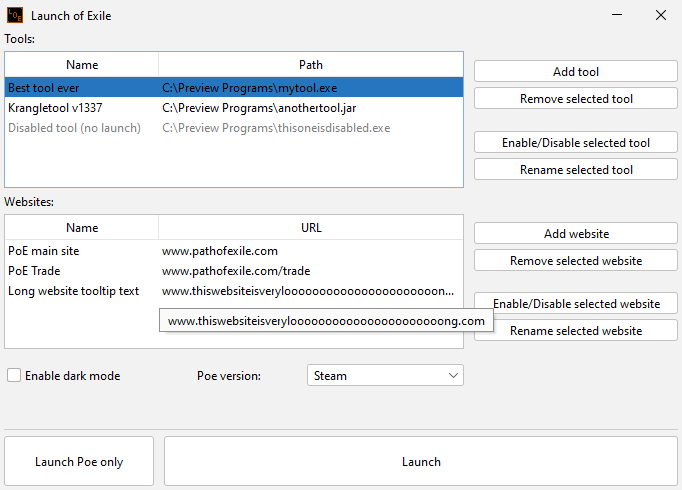 LOE Launch of Exile
Tools:
Name Path
Best tool ever C:\Preview Programs\mytool.exe
Krangletool v1337 C:\Preview Programs\anothertool.jar
Disabled tool (no launch) C:\Preview Programs\thisoneisdisabled.exe
Add tool
Remove selected tool
Enable/Disable selected tool
Rename selected tool
Websites:
Name URL
PoE main site www.pathofexile.com
PoE Trade www.pathofexile.com/trade
Long website tooltip text www.thiswebsiteisverylooooooooooooooooooooooon...
www.thiswebsiteisveryloooooooooooooooooooooong.com
Add website
Remove selected website
Enable/Disable selected website
Rename selected website
Enable dark mode Poe version: Steam
Launch Poe only Launch